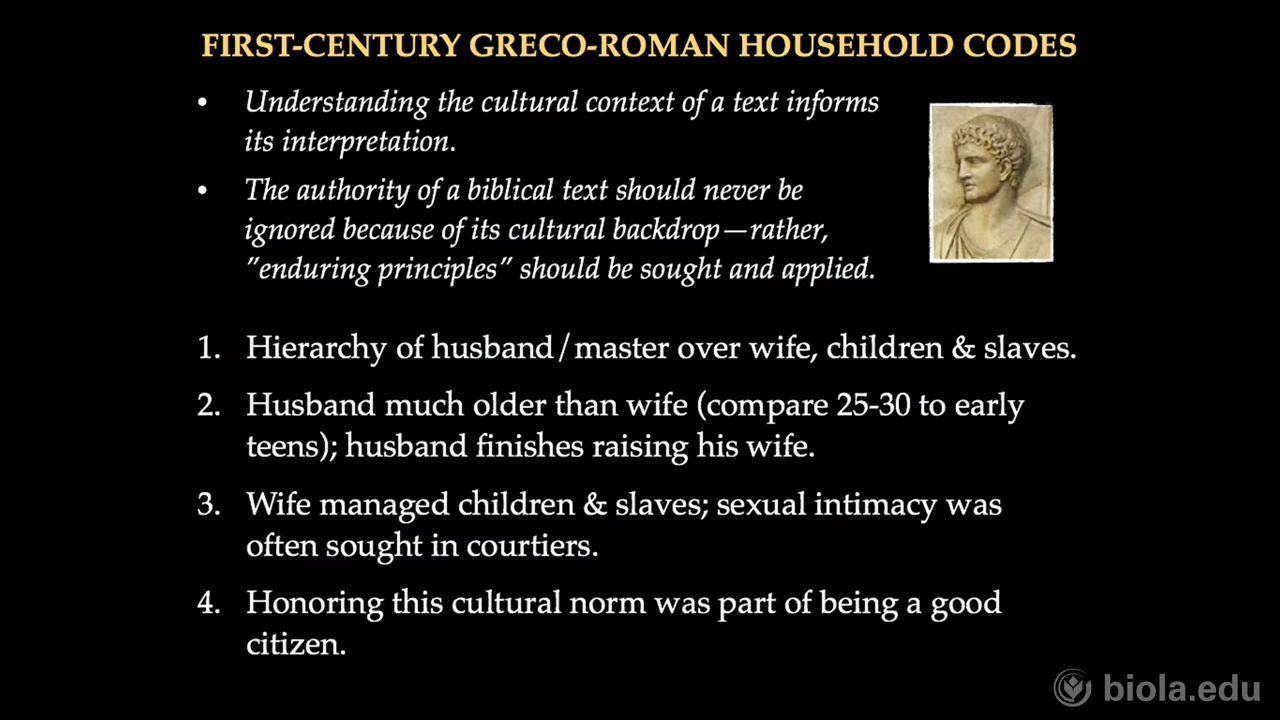 FIRST-CENTURY GRECO-ROMAN HOUSEHOLD CODES
• Understanding the cultural context of a text informs
its interpretation.
• The authority of a biblical text should never be
ignored because of its cultural backdrop—rather,
”enduring principles” should be sought and applied.
1. Hierarchy of husband/master over wife, children & slaves.
2. Husband much older than wife (compare 25-30 to early
teens); husband finishes raising his wife.
3. Wife managed children & slaves; sexual intimacy was
often sought in courtiers.
4. Honoring this cultural norm was part of being a good
citizen.
biola.edu